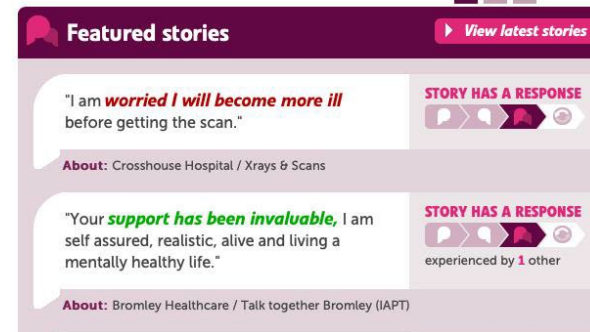 Featured stories
View latest stories
"I am worried I will become more ill
before getting the scan."
STORY HAS A RESPONSE
About: Crosshouse Hospital / Xrays & Scans
"Your support has been invaluable, I am
self assured, realistic, alive and living a
mentally healthy life."
STORY HAS A RESPONSE
experienced by 1 other
About: Bromley Healthcare / Talk together Bromley (IAPT)